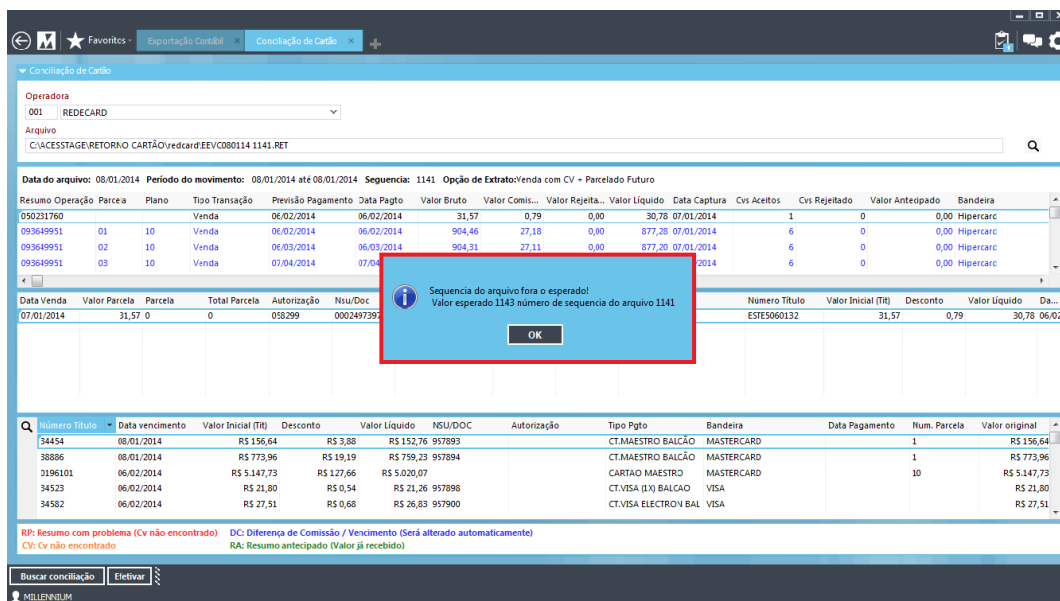 Favoritos Exportação Contábil × Conciliação de Cartão ×
Conciliação de Cartão
Operadora
001 REDECARD
Arquivo
C:\ACESSTAGE\RETORNO CARTÃO\redcard\EEVC080114 1141.RET
Data do arquivo: 08/01/2014 Período do movimento: 08/01/2014 até 08/01/2014 Seguencia: 1141 Opção de Extrato:Venda com CV + Parcelado Futuro
Resumo Operação Parcela Plano Tipo Transação Previsão Pagamento Data Pagto Valor Bruto Valor Comis... Valor Rejeita... Valor Líquido Data Captura Cvs Aceitos Cvs Rejeitado Valor Antecipado Bandeira
050231760 Venda 06/02/2014 06/02/2014 31,57 0,79 0,00 30,78 07/01/2014 1 0 0,00 Hipercard
093649951 01 10 Venda 06/02/2014 06/02/2014 904,46 27,18 0,00 877,28 07/01/2014 6 0 0,00 Hipercard
093649951 02 10 Venda 06/03/2014 06/03/2014 904,31 27,11 0,00 877,20 07/01/2014 6 0 0,00 Hipercard
093649951 03 10 Venda 07/04/2014 07/04 /2014 6 0 0,00 Hipercard
Sequencia do arquivo fora o esperado!
Valor esperado 1143 número de sequencia do arquivo 1141
OK
Data Venda Valor Parcela Parcela Total Parcela Autorização Nsu/Doc Número Título Valor Inicial (Tit) Desconto Valor Líquido Da...
07/01/2014 31,57 0 0 058299 0002497397 ESTE5060132 31,57 0,79 30,78 06/02
Número Título Data vencimento Valor Inicial (Tit) Desconto Valor Líquido NSU/DOC Autorização Tipo Pgto Bandeira Data Pagamento Num. Parcela Valor original
34454 08/01/2014 R$ 156,64 R$ 3,88 R$ 152,76 957893 CT.MAESTRO BALCÃO MASTERCARD 1 R$ 156,64
38886 08/01/2014 R$ 773,96 R$ 19,19 R$ 759,23 957894 CT.MAESTRO BALCÃO MASTERCARD 1 R$ 773,96
0196101 06/02/2014 R$ 5.147,73 R$ 127,66 R$ 5.020,07 CARTAO MAESTRO MASTERCARD 10 R$ 5.147,73
34523 06/02/2014 R$ 21,80 R$ 0,54 R$ 21,26 957898 CT.VISA (1X) BALCAO VISA R$ 21,80
34582 06/02/2014 R$ 27,51 R$ 0,68 R$ 26,83 957900 CT.VISA ELECTRON BAL VISA R$ 27,51
RP: Resumo com problema (Cv não encontrado) DC: Diferença de Comissão / Vencimento (Será alterado automaticamente)
CV: Cv não encontrado RA: Resumo antecipado (Valor já recebido)
Buscar conciliação Efetivar
MILLENNIUM